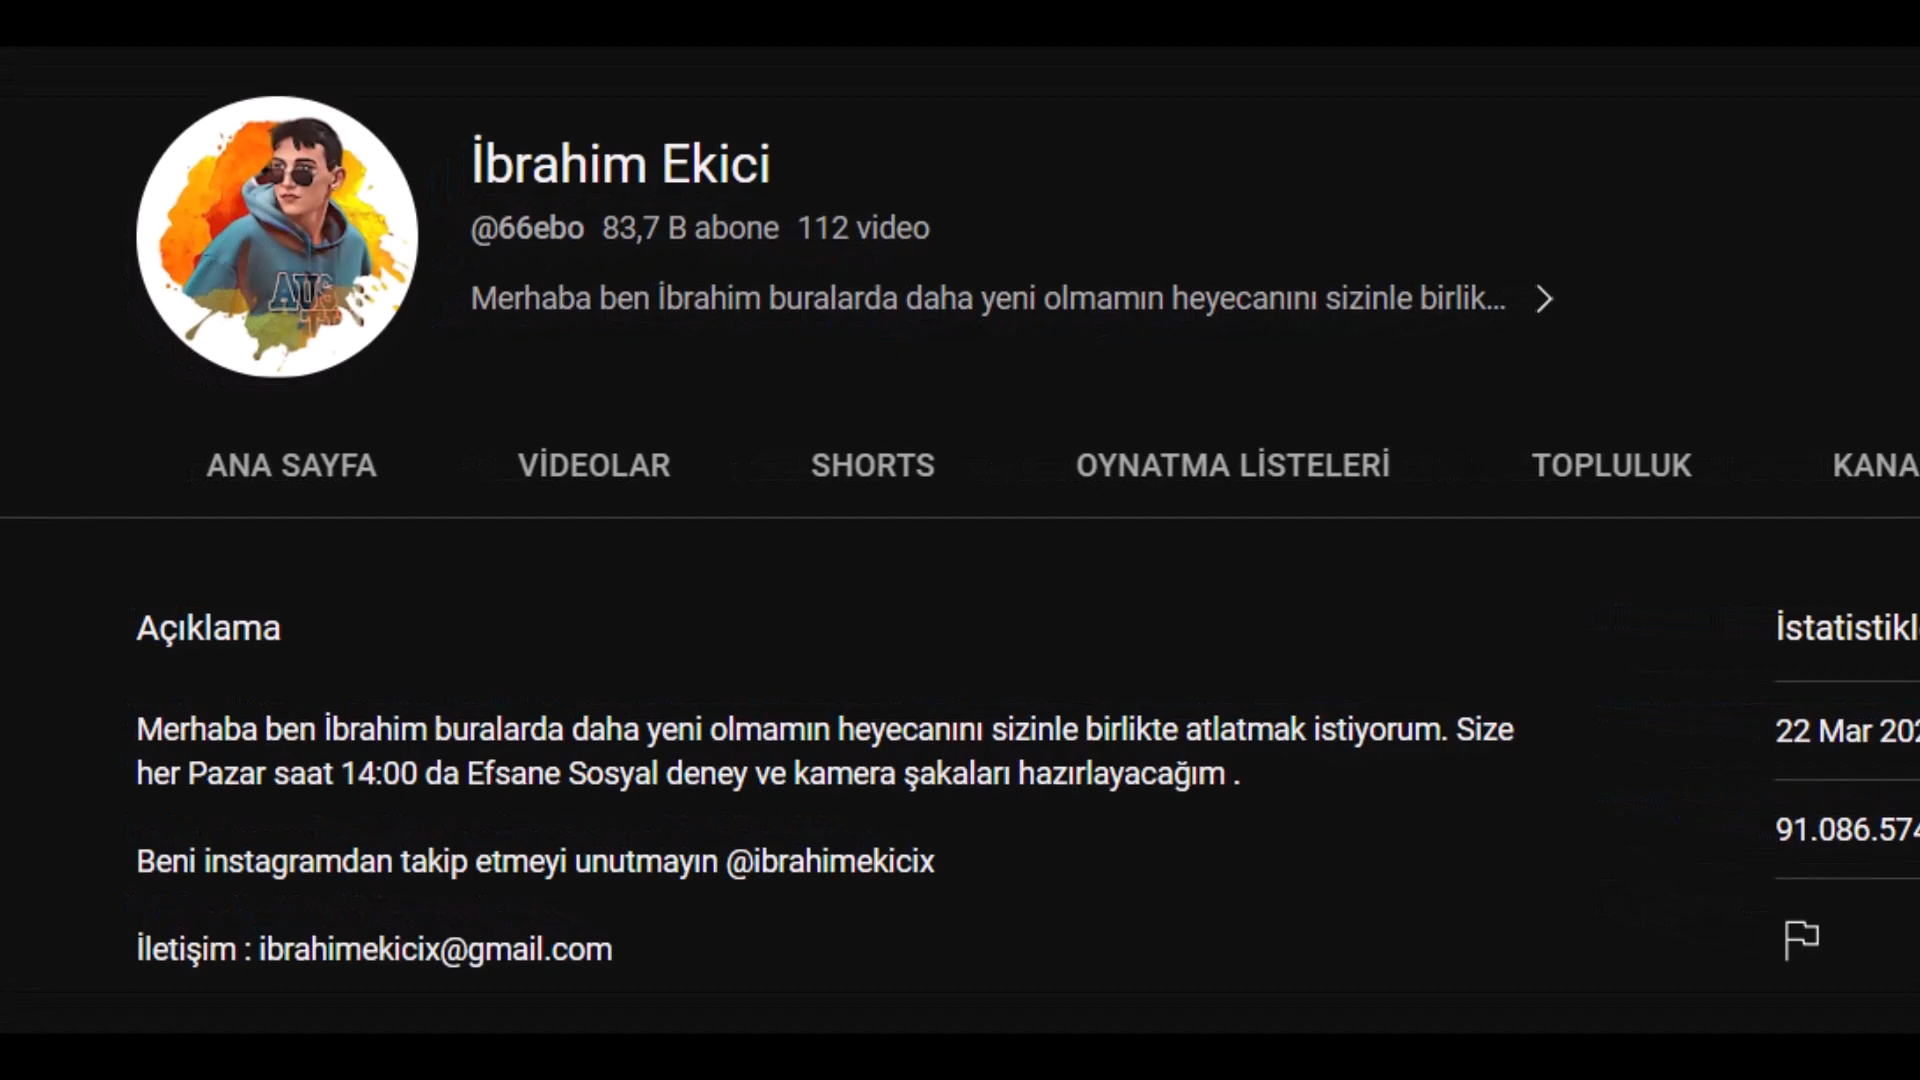 İbrahim Ekici
@66ebo 83,7 B abone 112 video
Merhaba ben İbrahim buralarda daha yeni olmamın heyecanını sizinle birlik...
ANA SAYFA VİDEOLAR SHORTS OYNATMA LİSTELERİ TOPLULUK KANA
Açıklama
Merhaba ben İbrahim buralarda daha yeni olmamın heyecanını sizinle birlikte atlatmak istiyorum. Size
her Pazar saat 14:00 da Efsane Sosyal deney ve kamera şakaları hazırlayacağım .
Beni instagramdan takip etmeyi unutmayın @ibrahimekicix
İletişim : ibrahimekicix@gmail.com
İstatistikl
22 Mar 202
91.086.574
AUS